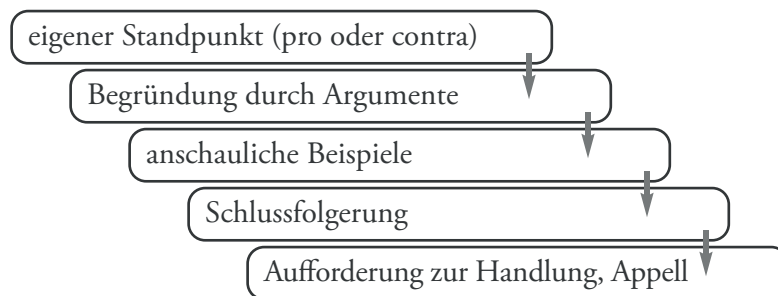 eigener Standpunkt (pro oder contra)
Begründung durch Argumente
anschauliche Beispiele
Schlussfolgerung
Aufforderung zur Handlung, Appell